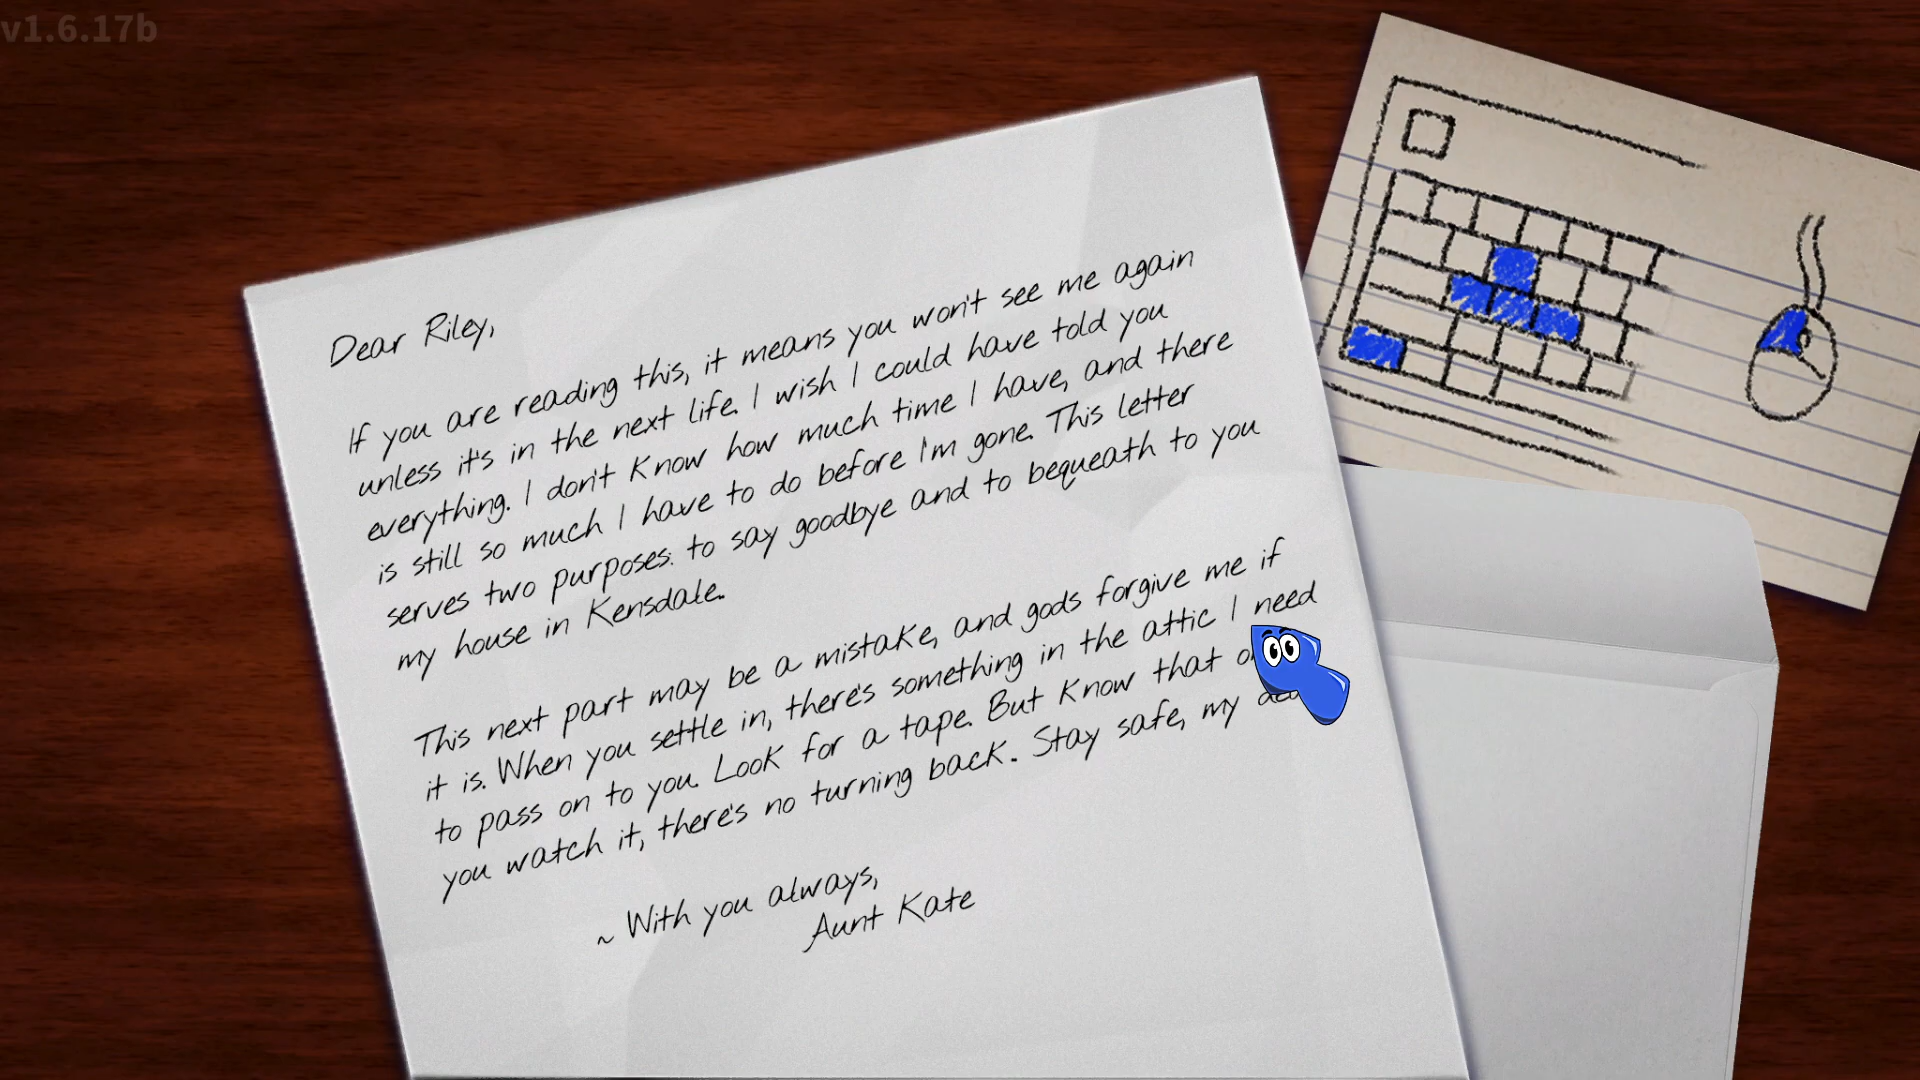 v1.6.17b
Dear Riley,
If you are reading this, it means you won't see me again
unless it's in the next life. I wish I could have told you
everything. I don't know how much time I have, and there
is still so much I have to do before I'm gone. This letter
serves two purposes: to say goodbye and to bequeath to you
my house in Kensdale.
This next part may be a mistake, and gods forgive me if
it is. When you settle in, there's something in the attic I need
to pass on to you. Look for a tape. But know that
you watch it, there's no turning back. Stay safe, my
~ With you always,
Aunt Kate